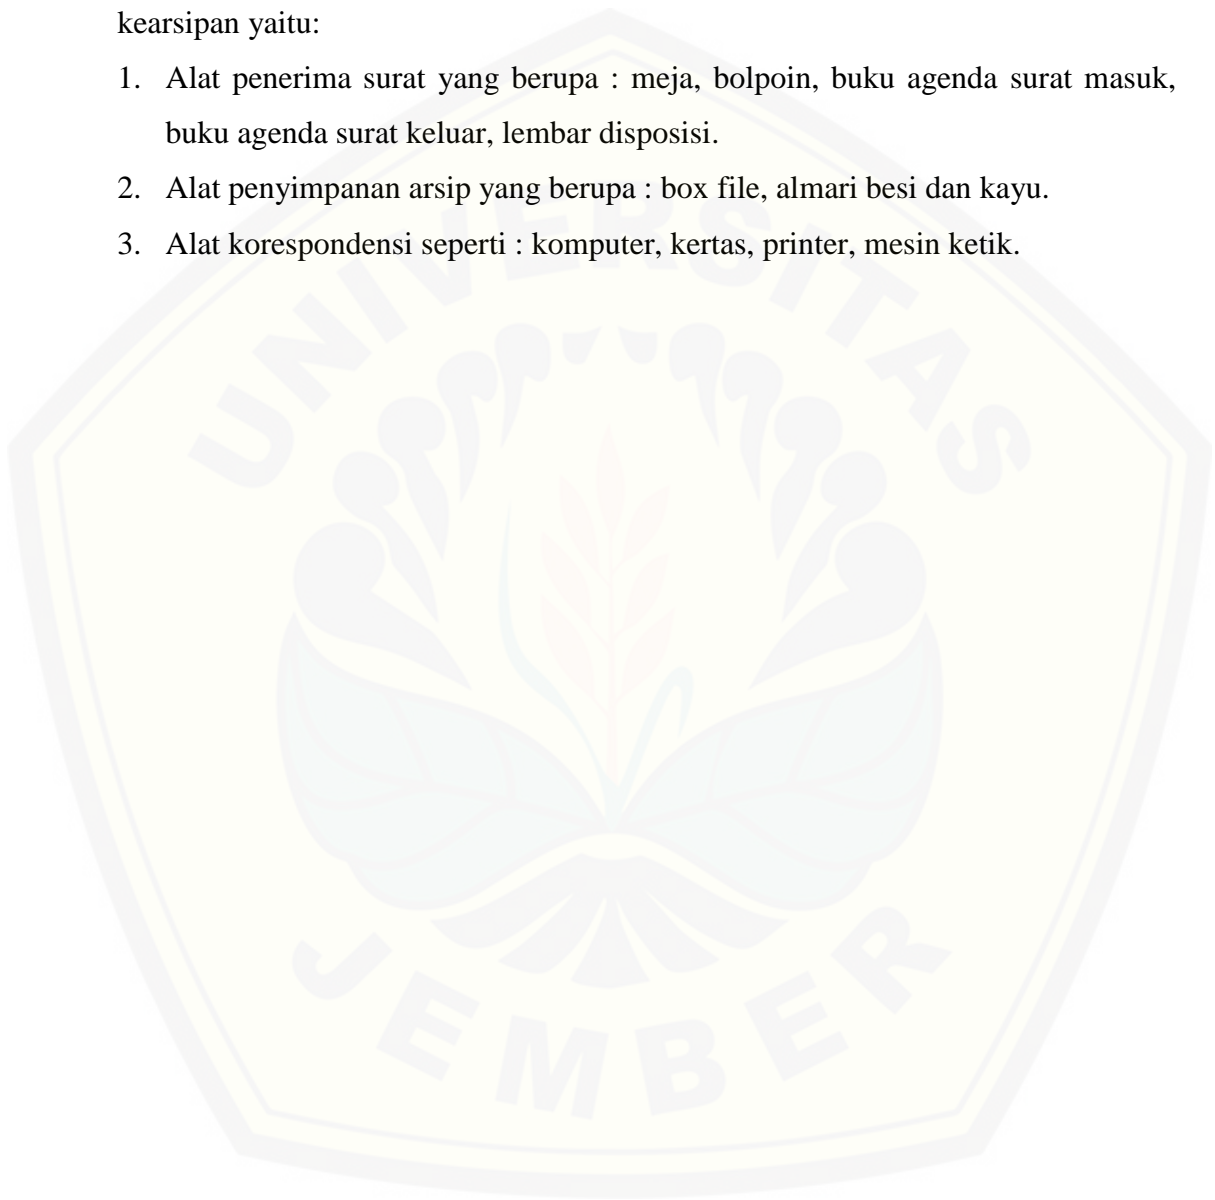 kearsipan yaitu:
1. Alat penerima surat yang berupa : meja, bolpoin, buku agenda surat masuk,
buku agenda surat keluar, lembar disposisi.
2. Alat penyimpanan arsip yang berupa : box file, almari besi dan kayu.
3. Alat korespondensi seperti : komputer, kertas, printer, mesin ketik.
UNIVERSITAS
JEMBER